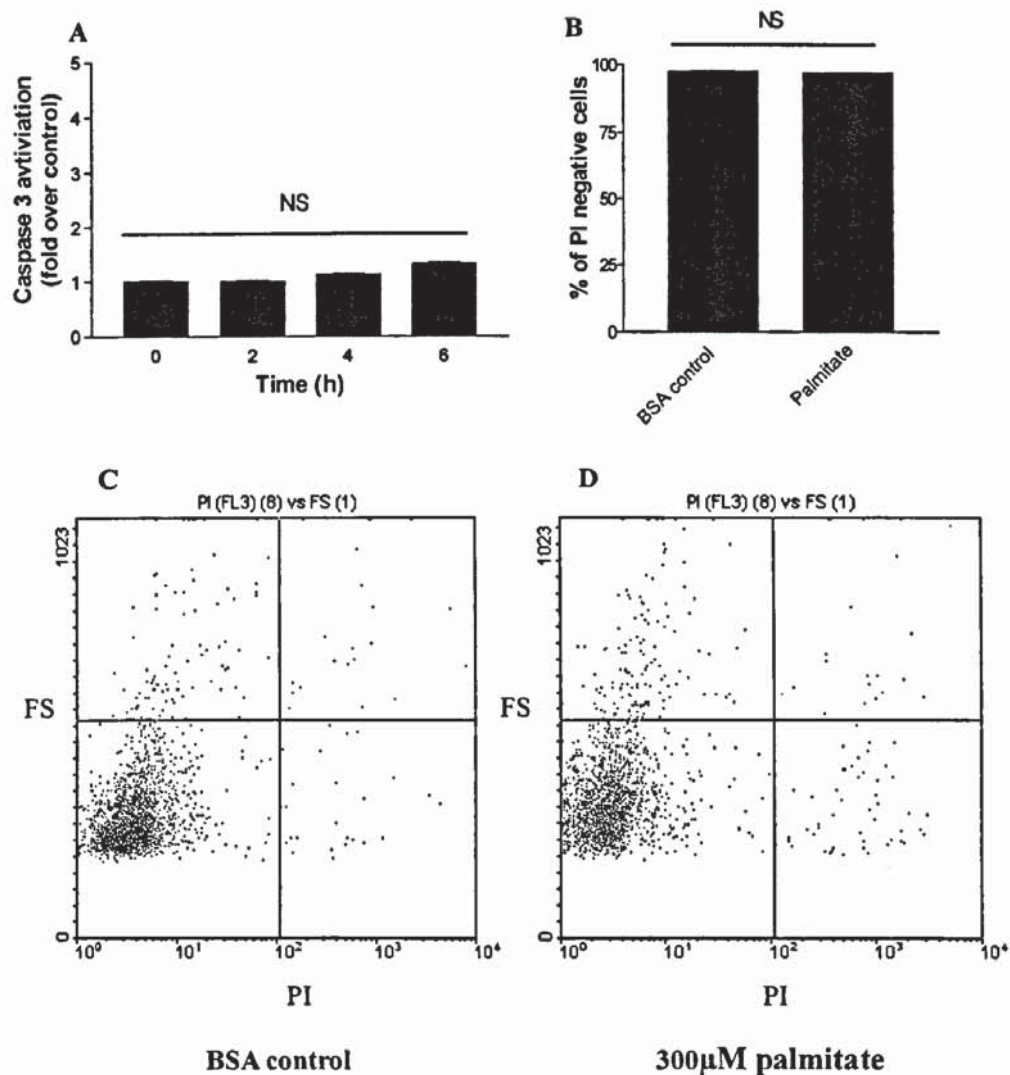 A
Caspase 3 avtiviation
(fold over control)
5
4
3
2
1
0
NS
0 2 4 6
Time (h)
B
NS
% of PI negative cells
100
75
50
25
0
BSA control
Palmitate
C
PI (FL3) (8) vs FS (1)
1023
FS
0
10⁰ 10¹ 10² 10³ 10⁴
PI
BSA control
D
PI (FL3) (8) vs FS (1)
1023
FS
0
10⁰ 10¹ 10² 10³ 10⁴
PI
300µM palmitate